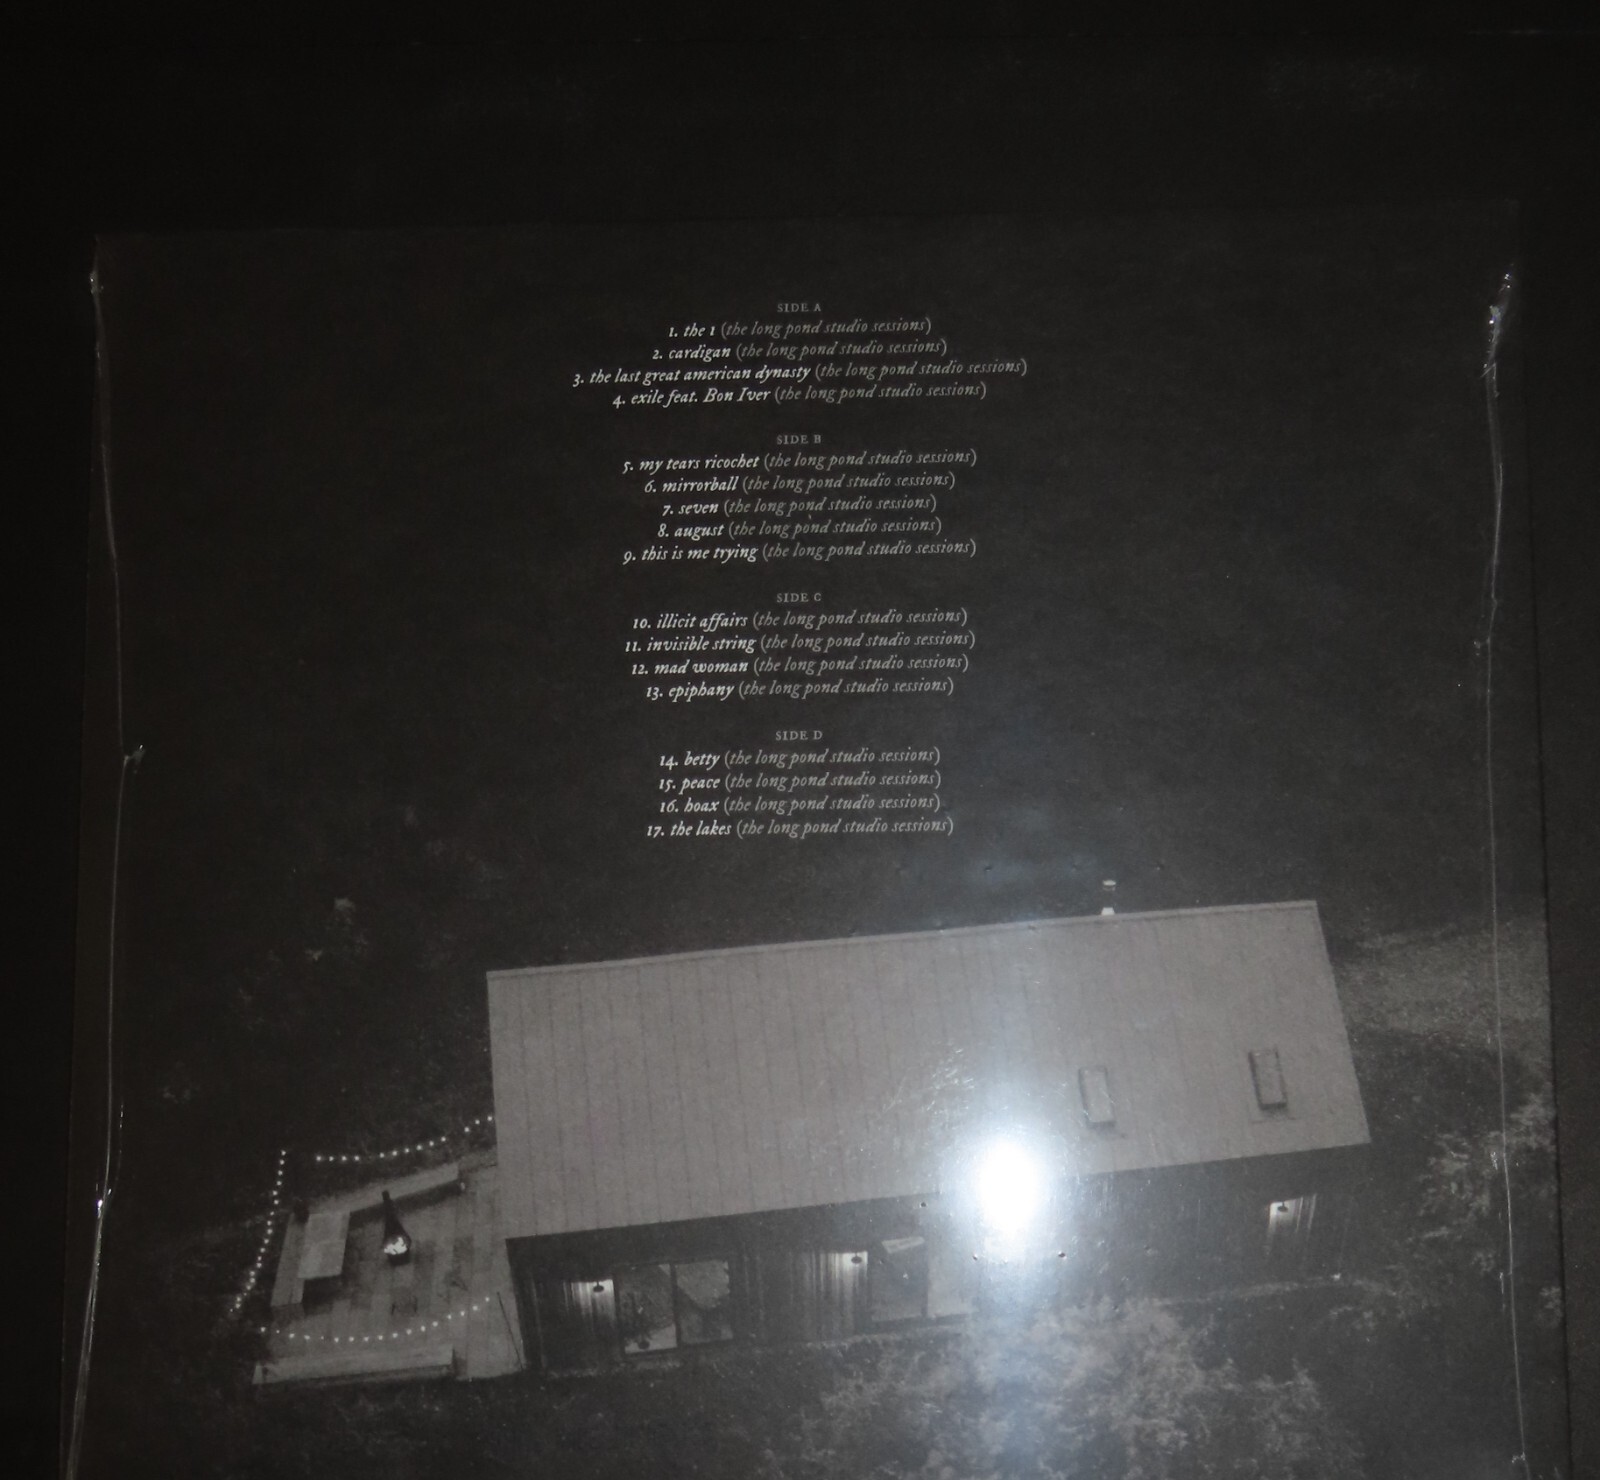 SIDE A
1. the 1 (the long pond studio sessions)
2. cardigan (the long pond studio sessions)
3. the last great american dynasty (the long pond studio sessions)
4. exile feat. Bon Iver (the long pond studio sessions)
SIDE B
5. my tears ricochet (the long pond studio sessions)
6. mirrorball (the long pond studio sessions)
7. seven (the long pond studio sessions)
8. august (the long pond studio sessions)
9. this is me trying (the long pond studio sessions)
SIDE C
10. illicit affairs (the long pond studio sessions)
11. invisible string (the long pond studio sessions)
12. mad woman (the long pond studio sessions)
13. epiphany (the long pond studio sessions)
SIDE D
14. betty (the long pond studio sessions)
15. peace (the long pond studio sessions)
16. hoax (the long pond studio sessions)
17. the lakes (the long pond studio sessions)